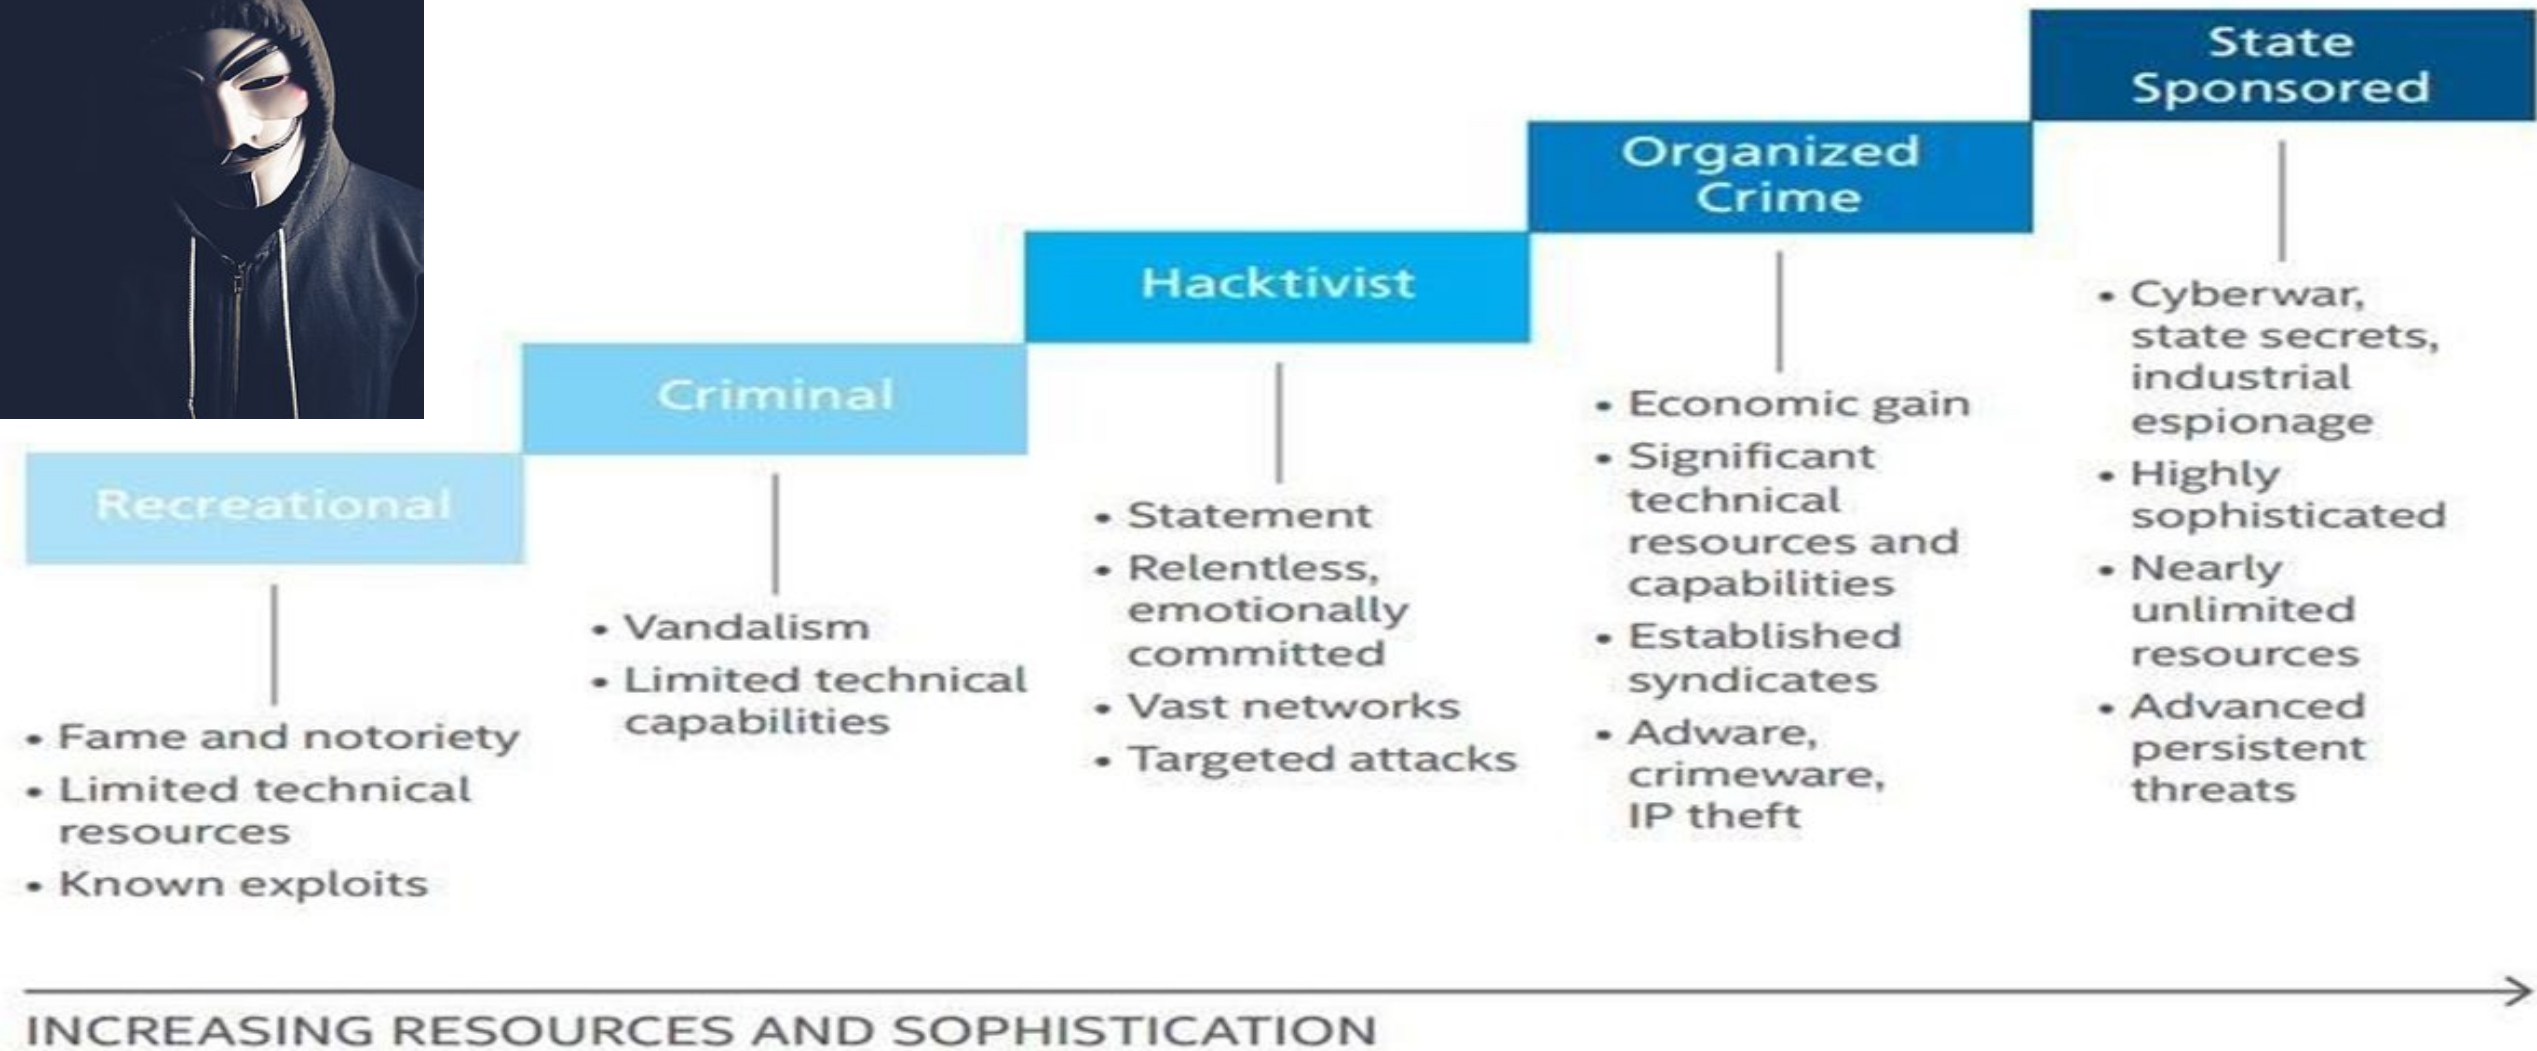 Recreational
• Fame and notoriety
• Limited technical
resources
• Known exploits
Criminal
• Vandalism
• Limited technical
capabilities
Hacktivist
• Statement
• Relentless,
emotionally
committed
• Vast networks
• Targeted attacks
Organized
Crime
• Economic gain
• Significant
technical
resources and
capabilities
• Established
syndicates
• Adware,
crimeware,
IP theft
State
Sponsored
• Cyberwar,
state secrets,
industrial
espionage
• Highly
sophisticated
• Nearly
unlimited
resources
• Advanced
persistent
threats
INCREASING RESOURCES AND SOPHISTICATION